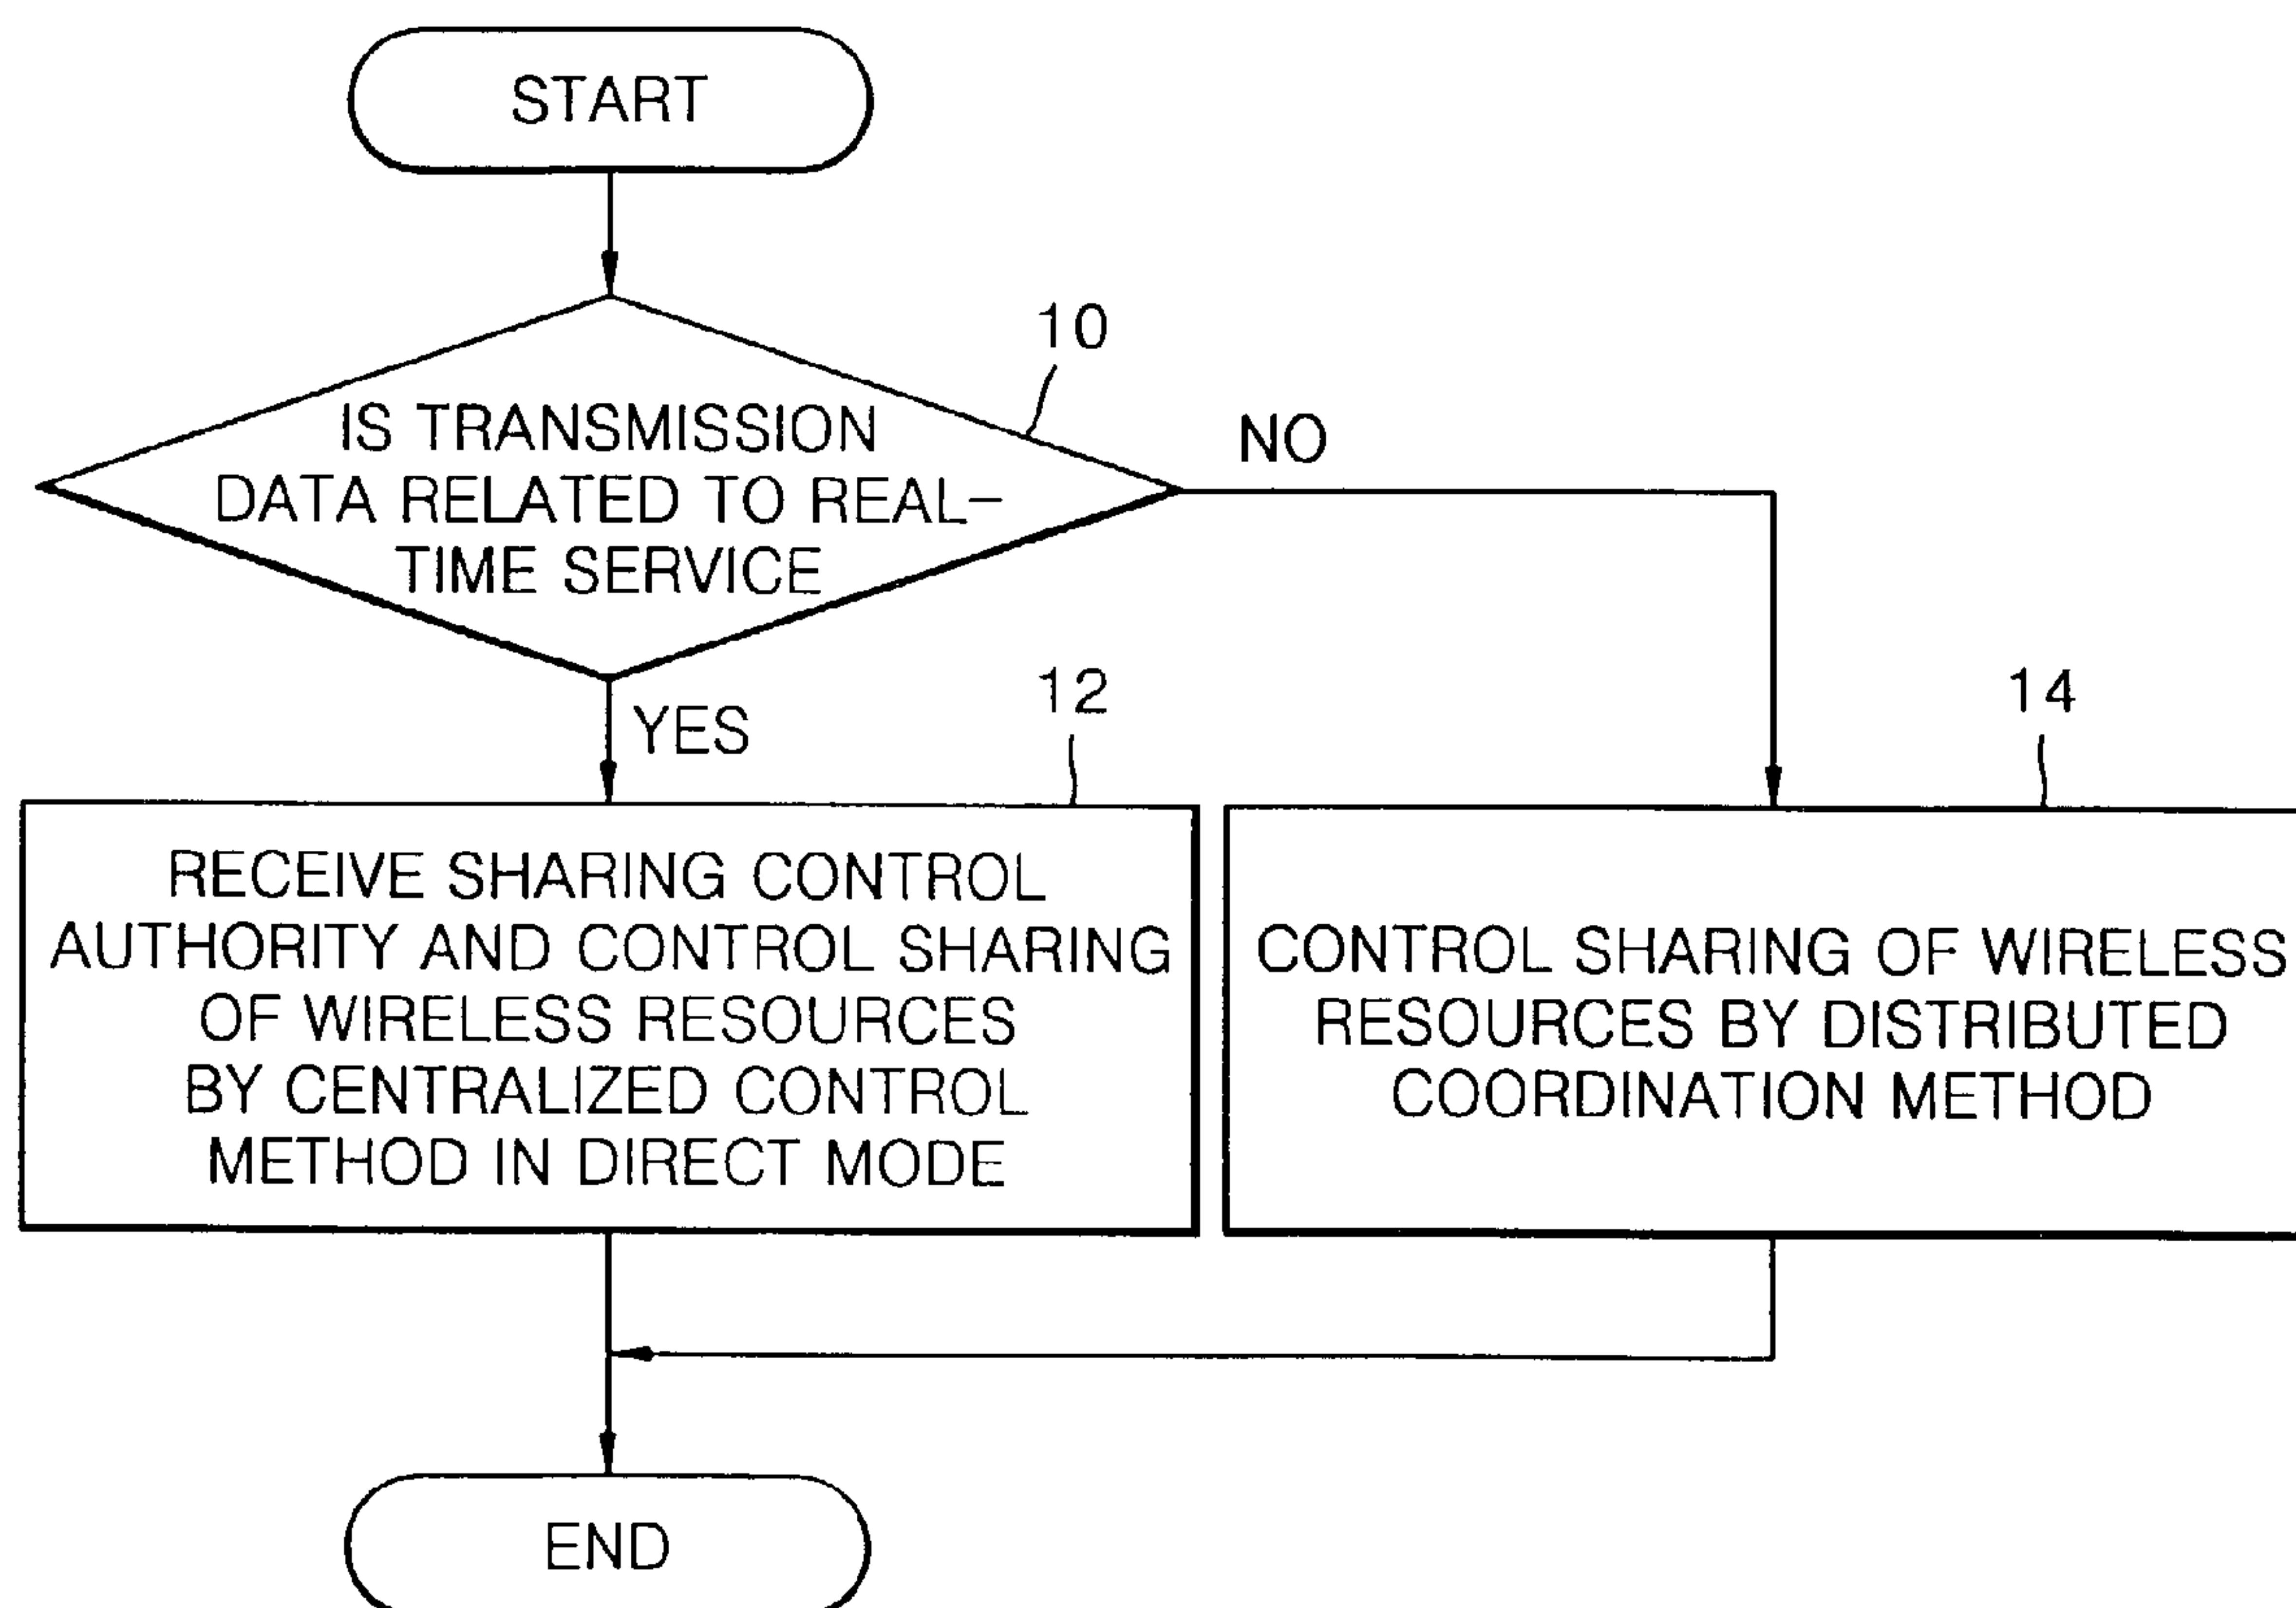 START
10
IS TRANSMISSION
DATA RELATED TO REAL-
TIME SERVICE
NO
YES
12
RECEIVE SHARING CONTROL
AUTHORITY AND CONTROL SHARING
OF WIRELESS RESOURCES
BY CENTRALIZED CONTROL
METHOD IN DIRECT MODE
14
CONTROL SHARING OF WIRELESS
RESOURCES BY DISTRIBUTED
COORDINATION METHOD
END